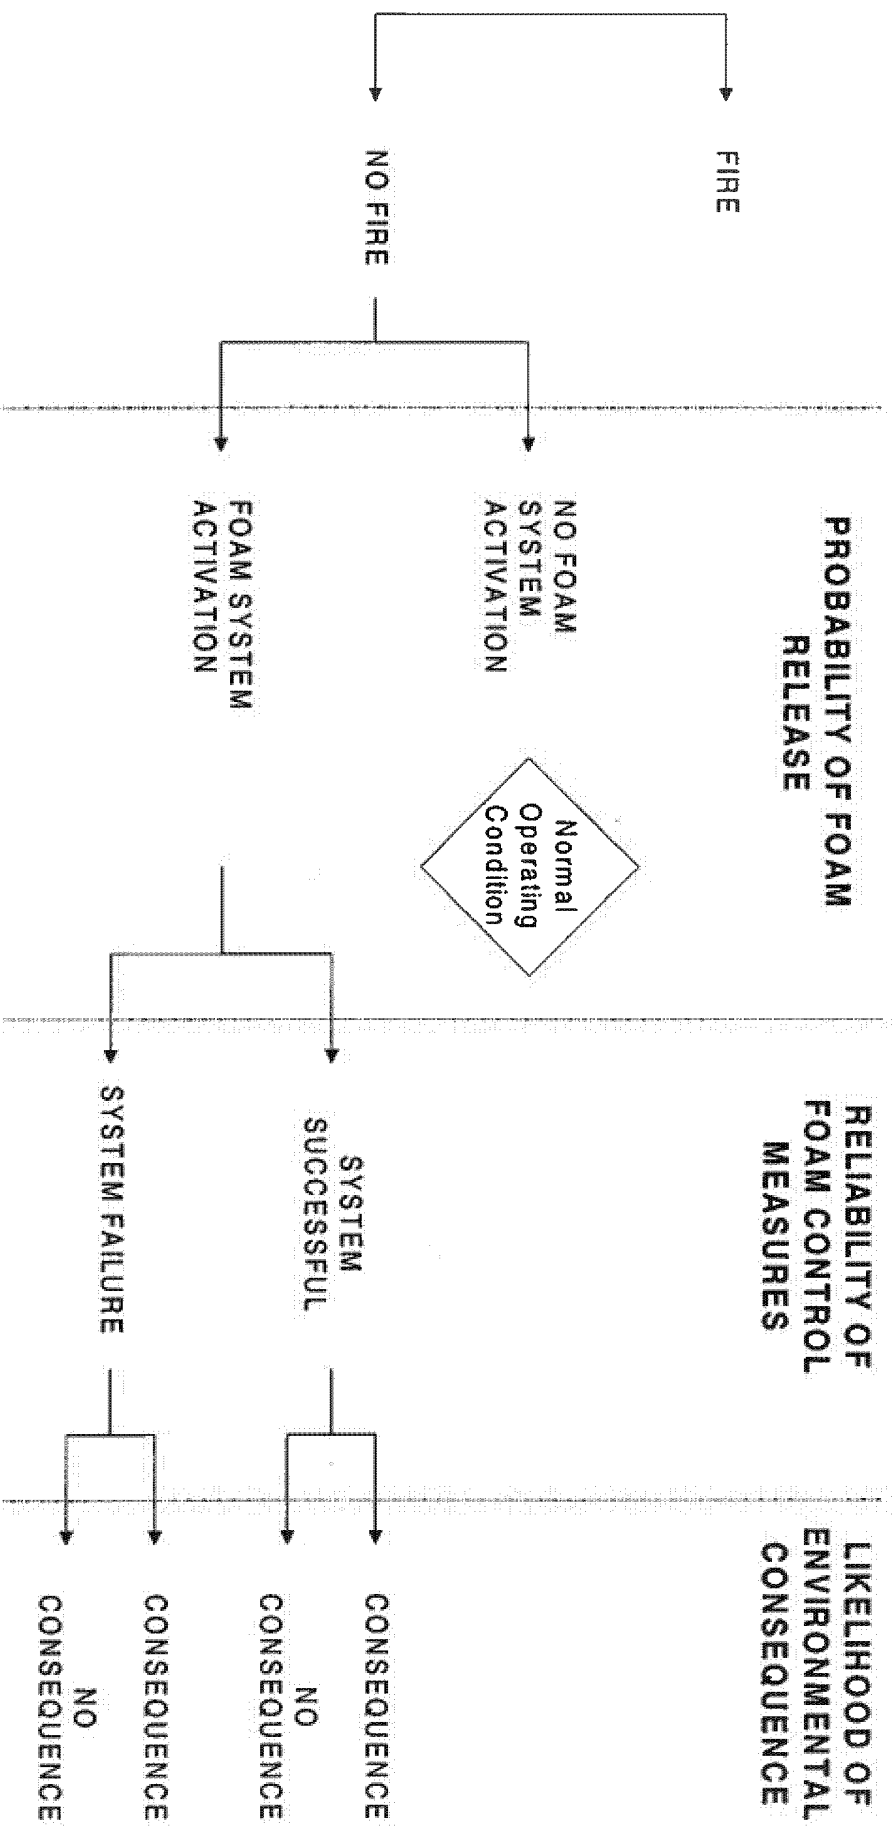 PROBABILITY OF FOAM
RELEASE
RELIABILITY OF
FOAM CONTROL
MEASURES
LIKELIHOOD OF
ENVIRONMENTAL
CONSEQUENCE
FIRE
NO FIRE
NO FOAM
SYSTEM
ACTIVATION
Normal
Operating
Condition
FOAM SYSTEM
ACTIVATION
SYSTEM
SUCCESSFUL
SYSTEM FAILURE
CONSEQUENCE
NO
CONSEQUENCE
CONSEQUENCE
NO
CONSEQUENCE